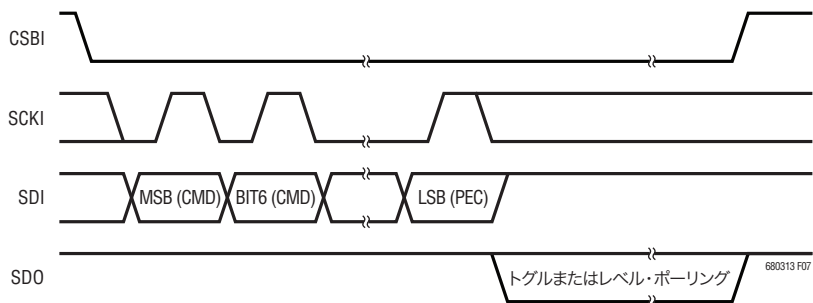 CSBI
SCKI
SDI
MSB (CMD) BIT6 (CMD) LSB (PEC)
SDO
トグルまたはレベル・ポーリング
680313 F07